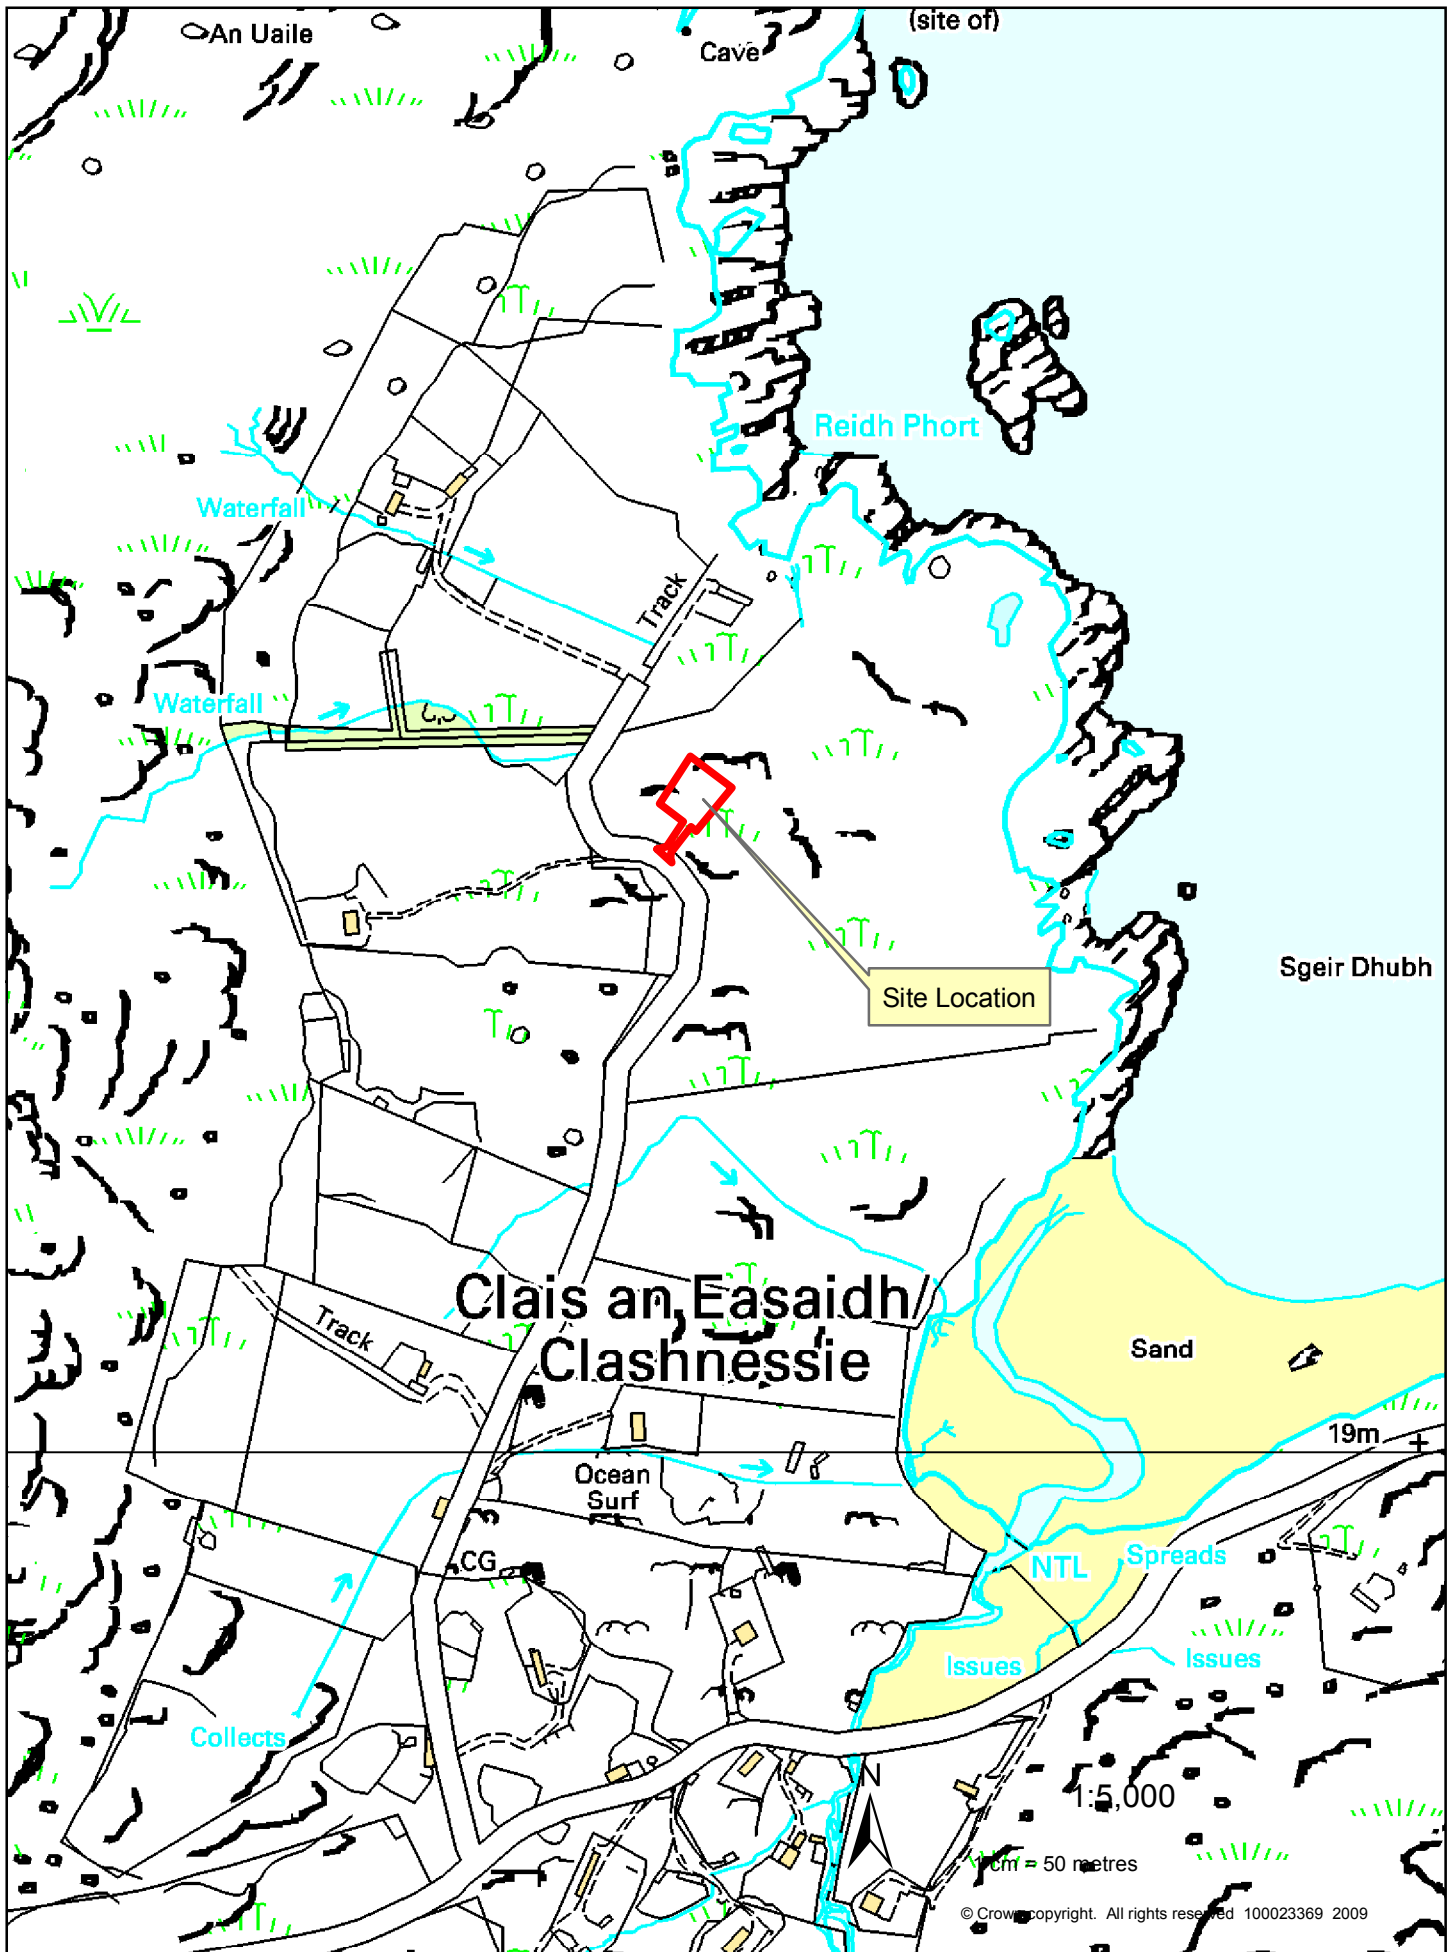 (site of)
An Uaile
Cave
Reidh Phort
Waterfall
Track
Waterfall
Sgeir Dhubh
Site Location
Clais an Easaidh/
Clashnessie
Track
Sand
19m
Ocean
Surf
CG
NTL
Spreads
Issues
Issues
Collects
N
1:5,000
1 cm = 50 metres
© Crown copyright. All rights reserved 100023369 2009